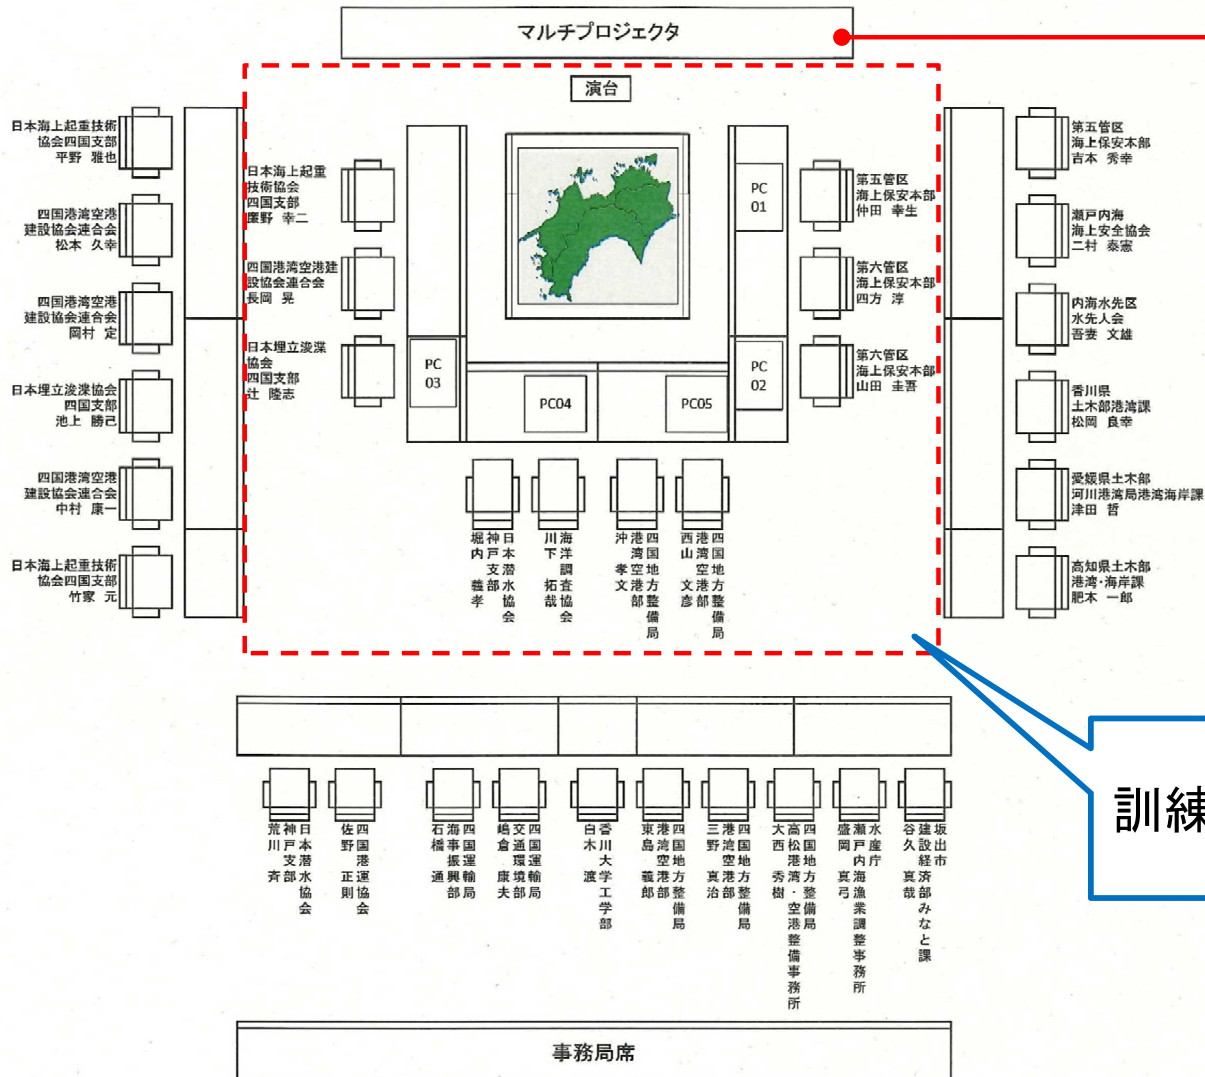 マルチプロジェクタ
演台
日本海上起重技術
協会四国支部
平野 雅也
四国港湾空港
建設協会連合会
松本 久幸
四国港湾空港
建設協会連合会
岡村 定
日本埋立浚渫協会
四国支部
池上 勝己
四国港湾空港
建設協会連合会
中村 康一
日本海上起重技術
協会四国支部
竹家 元
日本海上起重
技術協会
四国支部
鷹野 幸二
四国港湾空港建
設協会連合会
長岡 晃
日本埋立浚渫
協会
四国支部
辻 隆志
PC
01
PC
02
PC
03
PC04
PC05
第五管区
海上保安本部
仲田 幸生
第六管区
海上保安本部
四方 淳
第六管区
海上保安本部
山田 圭吾
第五管区
海上保安本部
吉本 秀幸
瀬戸内海
海上安全協会
二村 泰憲
内海水先区
水先人会
吾妻 文雄
香川県
土木部港湾課
松岡 良幸
愛媛県土木部
河川港湾局港湾海岸課
津田 哲
高知県土木部
港湾・海岸課
肥本 一郎
日本潜水協会
神戸支部
堀内 義孝
海洋調査協会
川下 拓哉
四国地方整備局
港湾空港部
沖 孝文
四国地方整備局
港湾空港部
西山 文彦
訓練
日本潜水協会
神戸支部
荒川 斉
四国港運協会
佐野 正則
四国運輸局
海事振興部
石橋 通
四国運輸局
交通環境部
嶋倉 康夫
香川大学工学部
白木 渡
四国地方整備局
港湾空港部
東島 義郎
四国地方整備局
港湾空港部
三野 真治
四国地方整備局
高松港湾・空港整備事務所
大西 秀樹
水産庁
瀬戸内海漁業調整事務所
盛岡 真弓
坂出市
建設経済部みなと課
谷久 真哉
事務局席